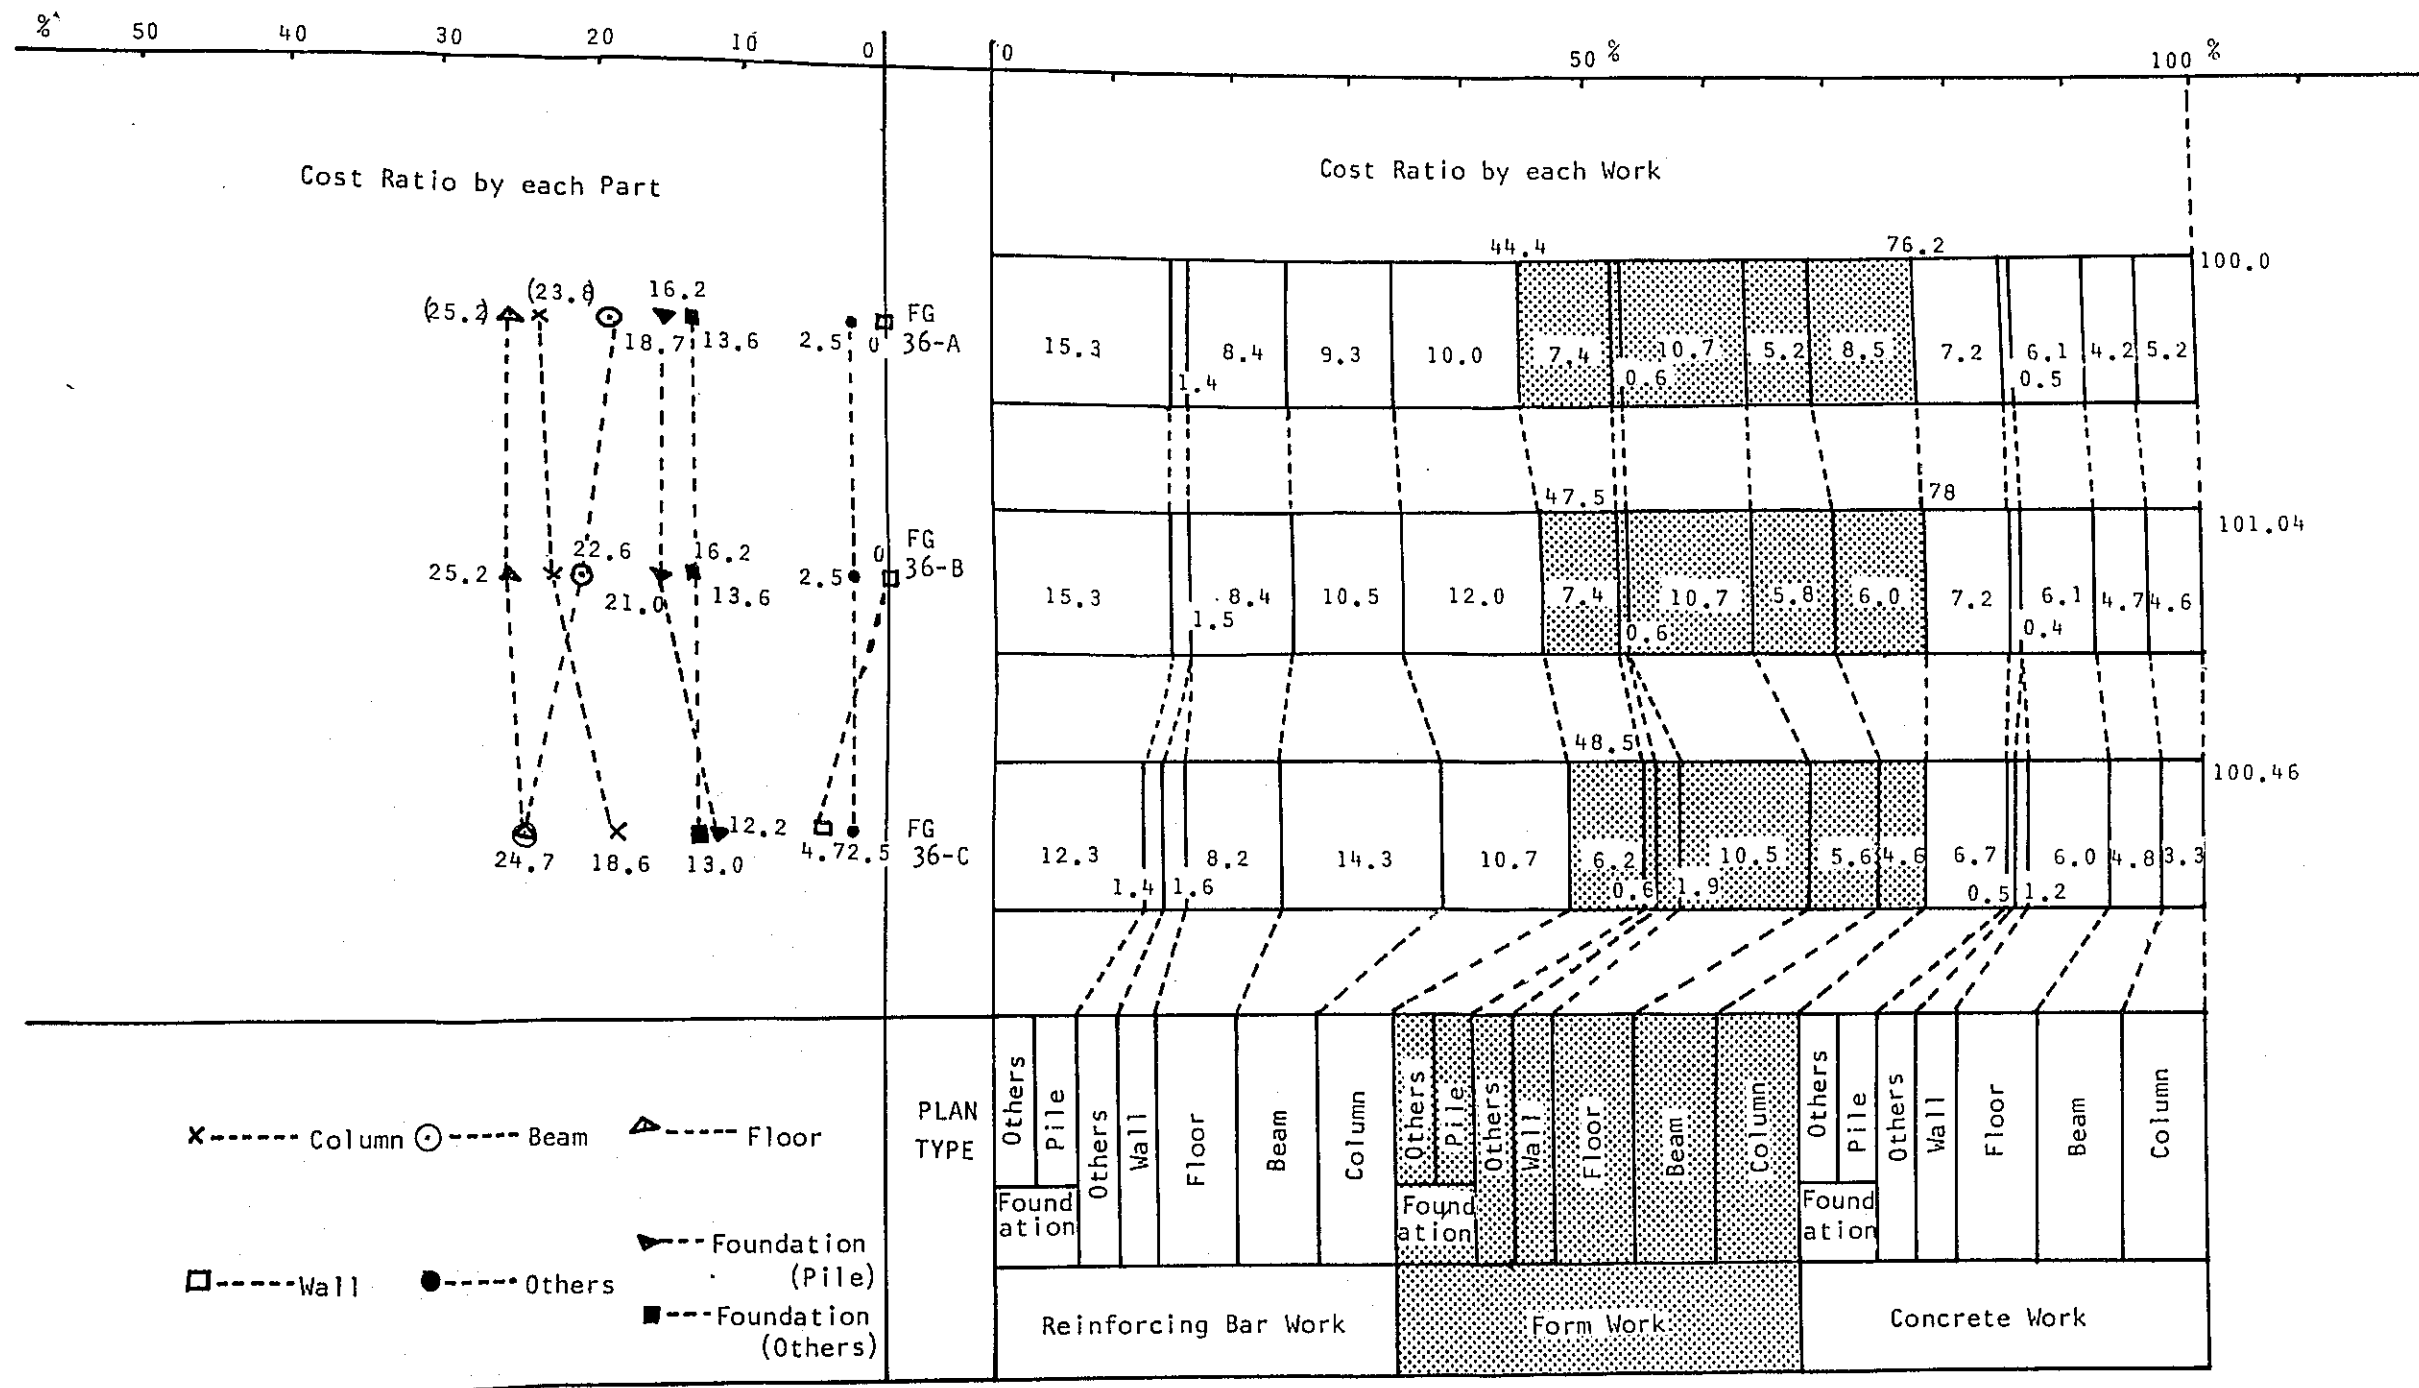 % 50 40 30 20 10 0
0 50 % 100 %
Cost Ratio by each Part
Cost Ratio by each Work
44.4 76.2
100.0
(25.2) (23.8) 16.2
18.7 13.6 2.5 0
FG
36-A
15.3 1.4 8.4 9.3 10.0 7.4 0.6 10.7 5.2 8.5 7.2 0.5 6.1 4.2 5.2
47.5 78
101.04
22.6 16.2 0
25.2 21.0 13.6 2.5
FG
36-B
15.3 1.5 8.4 10.5 12.0 7.4 0.6 10.7 5.8 6.0 7.2 0.4 6.1 4.7 4.6
48.5
100.46
12.2
24.7 18.6 13.0 4.7 2.5
FG
36-C
12.3 1.4 1.6 8.2 14.3 10.7 6.2 0.6 1.9 10.5 5.6 4.6 6.7 0.5 1.2 6.0 4.8 3.3
Column Beam Floor
Wall Others
Foundation
(Pile)
Foundation
(Others)
PLAN
TYPE
Others Pile Others Wall Floor Beam Column
Found
ation
Others Pile Others Wall Floor Beam Column
Found
ation
Others Pile Others Wall Floor Beam Column
Found
ation
Reinforcing Bar Work Form Work Concrete Work